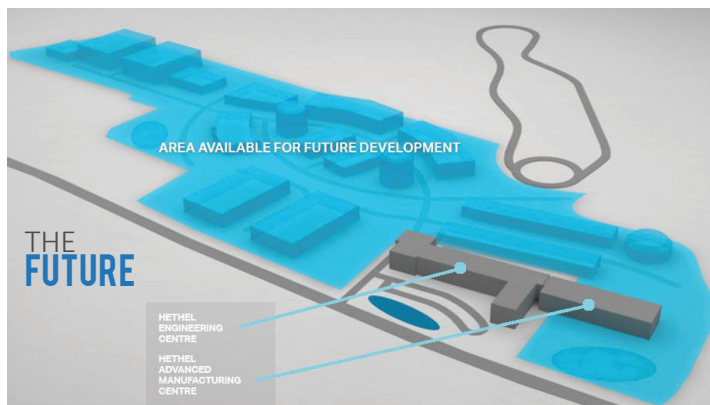 AREA AVAILABLE FOR FUTURE DEVELOPMENT
THE
FUTURE
HETHEL
ENGINEERING
CENTRE
HETHEL
ADVANCED
MANUFACTURING
CENTRE